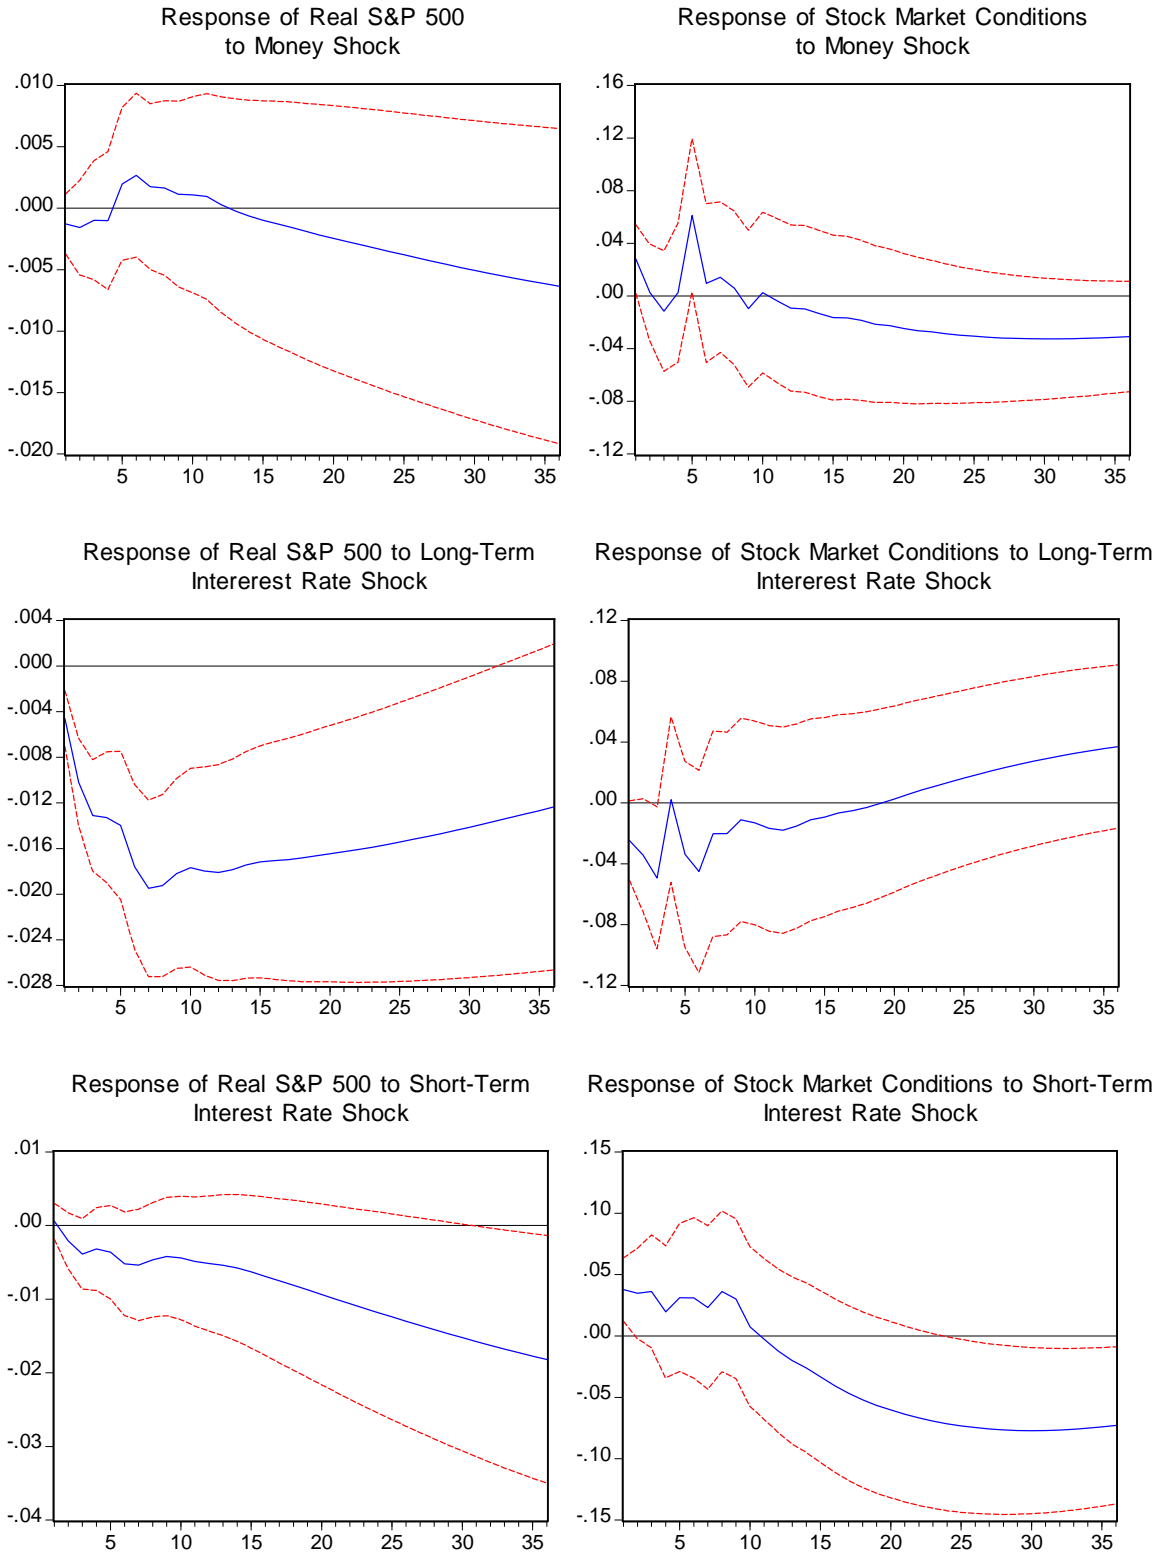 Response of Real S&P 500
to Money Shock
.010
.005
.000
-.005
-.010
-.015
-.020
5 10 15 20 25 30 35
Response of Stock Market Conditions
to Money Shock
.16
.12
.08
.04
.00
-.04
-.08
-.12
5 10 15 20 25 30 35
Response of Real S&P 500 to Long-Term
Intererest Rate Shock
.004
.000
-.004
-.008
-.012
-.016
-.020
-.024
-.028
5 10 15 20 25 30 35
Response of Stock Market Conditions to Long-Term
Intererest Rate Shock
.12
.08
.04
.00
-.04
-.08
-.12
5 10 15 20 25 30 35
Response of Real S&P 500 to Short-Term
Interest Rate Shock
.01
.00
-.01
-.02
-.03
-.04
5 10 15 20 25 30 35
Response of Stock Market Conditions to Short-Term
Interest Rate Shock
.15
.10
.05
.00
-.05
-.10
-.15
5 10 15 20 25 30 35